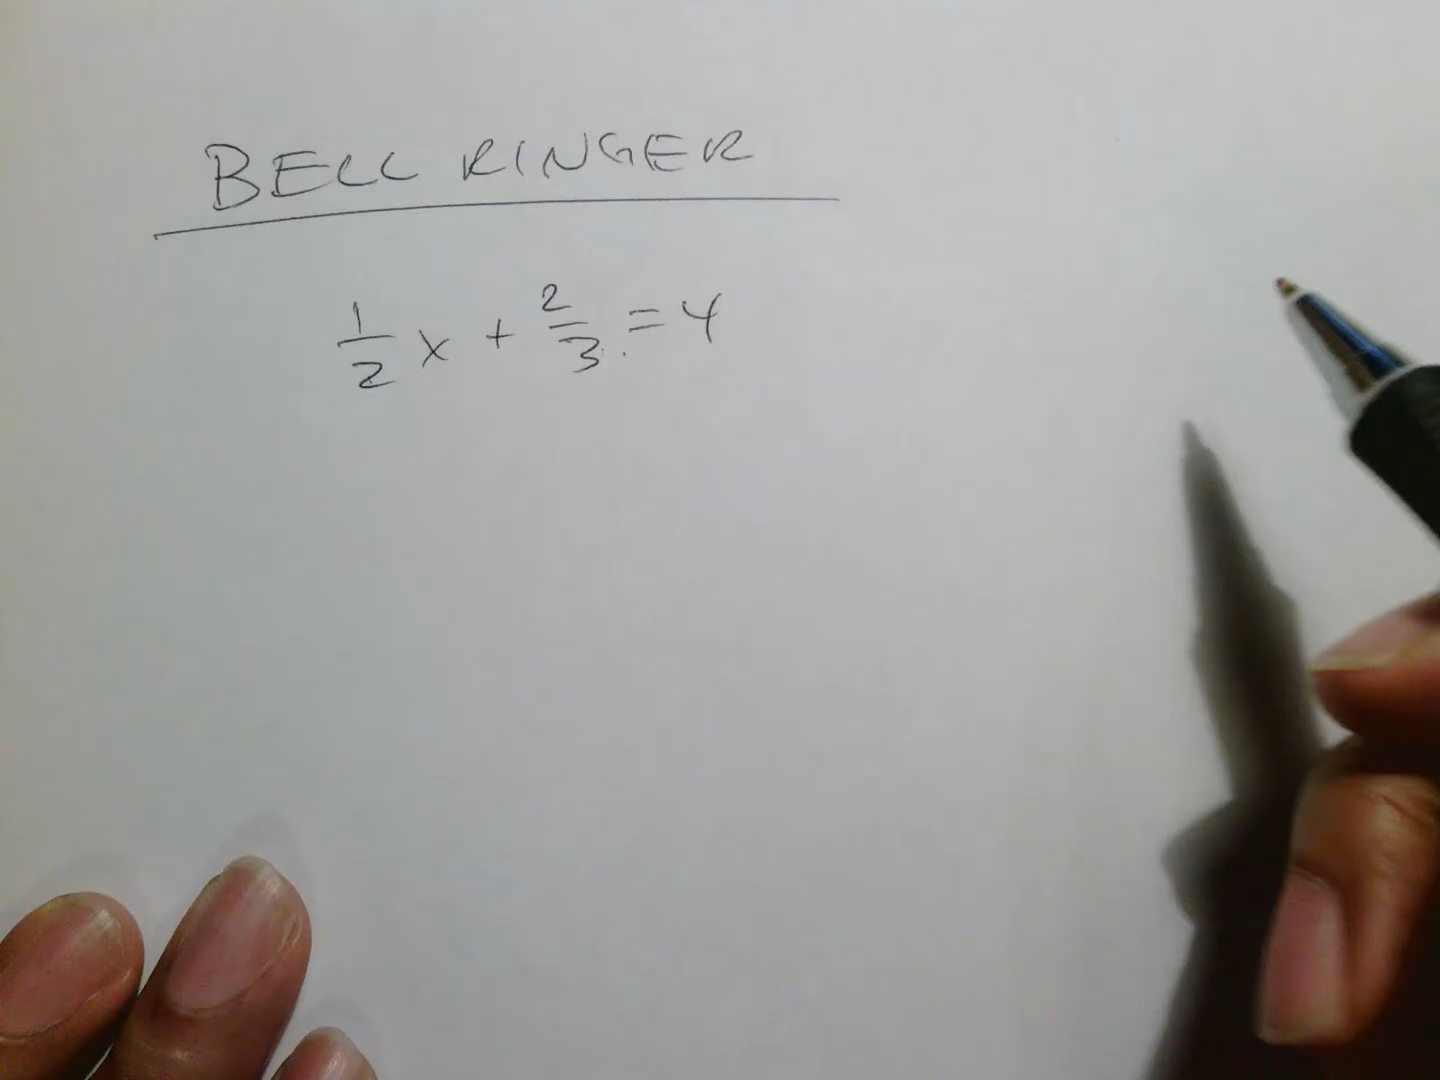 BELL RINGER
1/2 x + 2/3 = 4